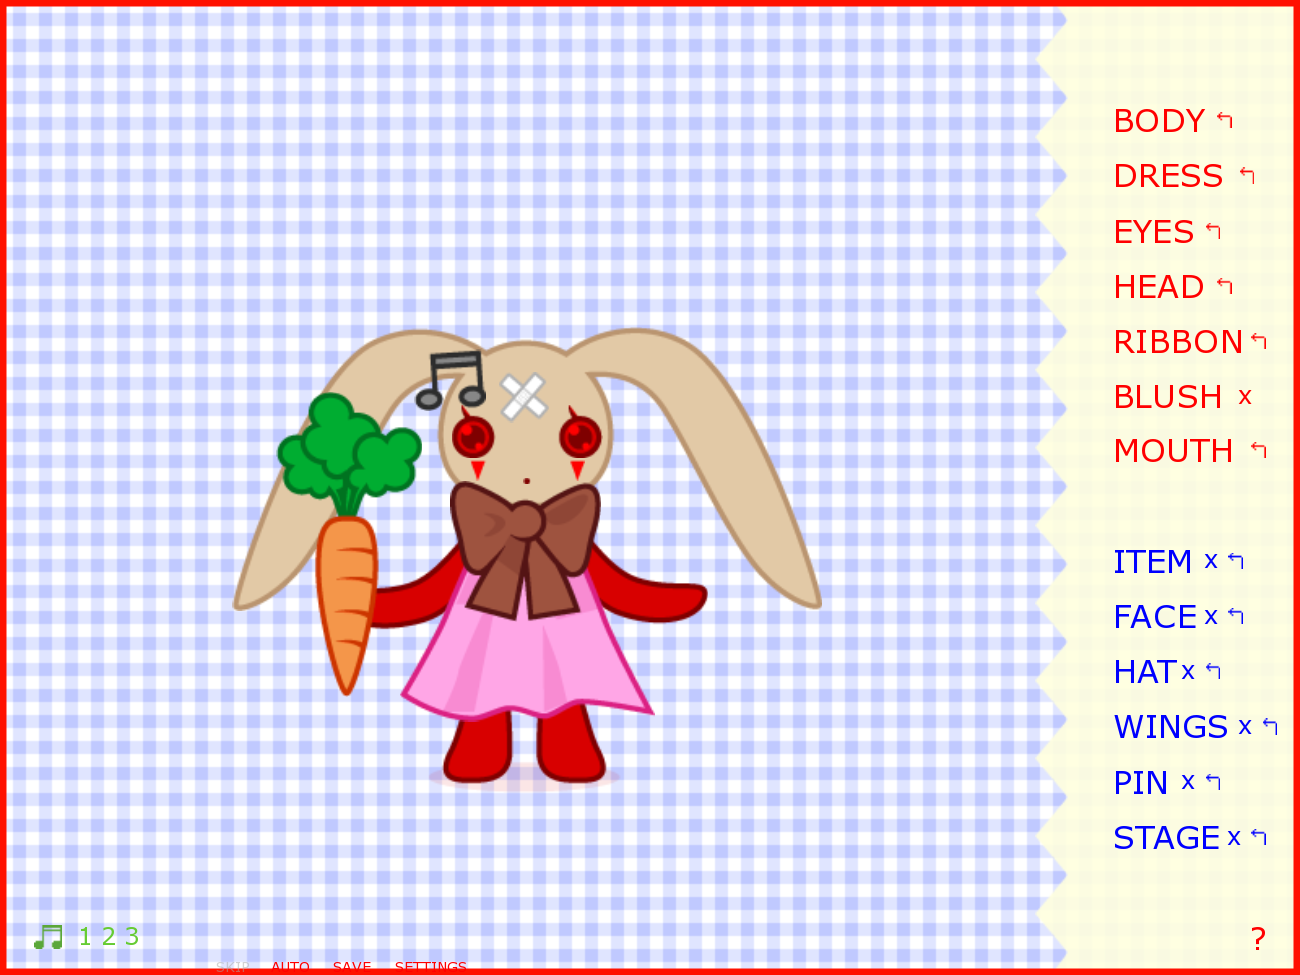 BODY
DRESS
EYES
HEAD
RIBBON
BLUSH x
MOUTH
ITEM x
FACE x
HAT x
WINGS x
PIN x
STAGE x
1 2 3
?
SKIP AUTO SAVE SETTINGS